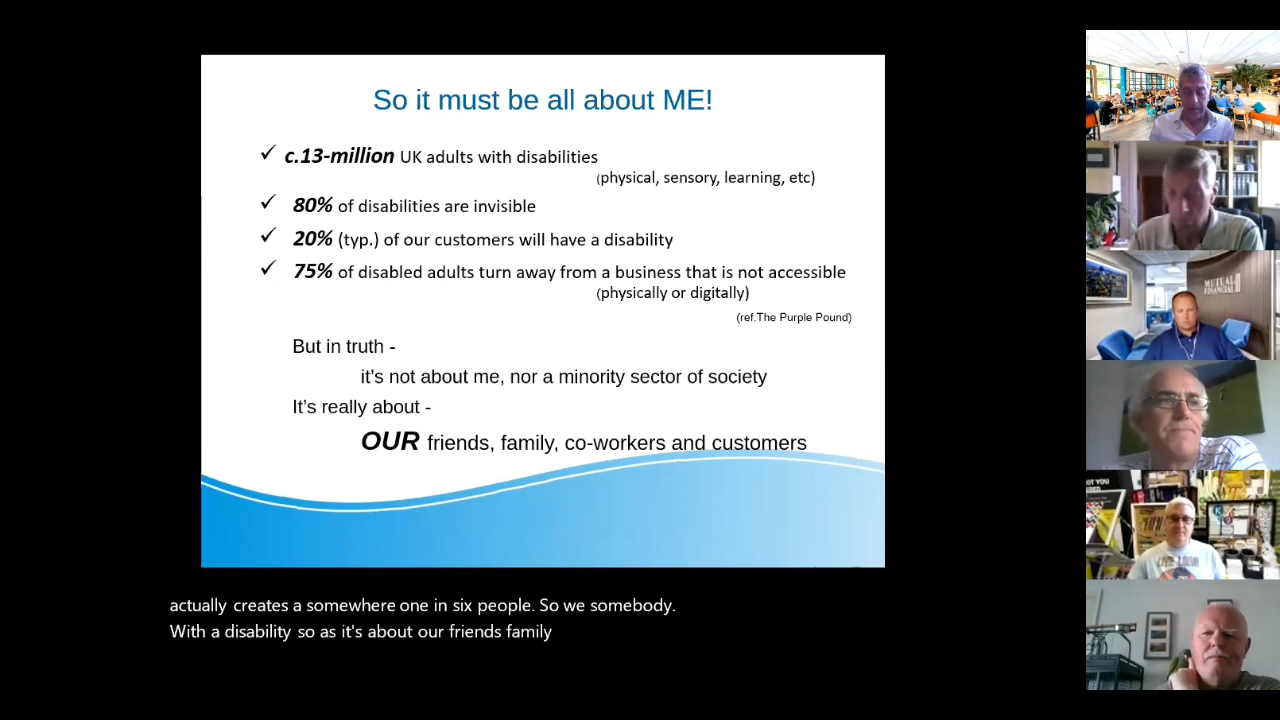 So it must be all about ME!
✓ c.13-million UK adults with disabilities
(physical, sensory, learning, etc)
✓ 80% of disabilities are invisible
✓ 20% (typ.) of our customers will have a disability
✓ 75% of disabled adults turn away from a business that is not accessible
(physically or digitally)
(ref.The Purple Pound)
But in truth -
it's not about me, nor a minority sector of society
It's really about -
OUR friends, family, co-workers and customers
actually creates a somewhere one in six people. So we somebody.
With a disability so as it's about our friends family
MUTUAL
FINANCIAL